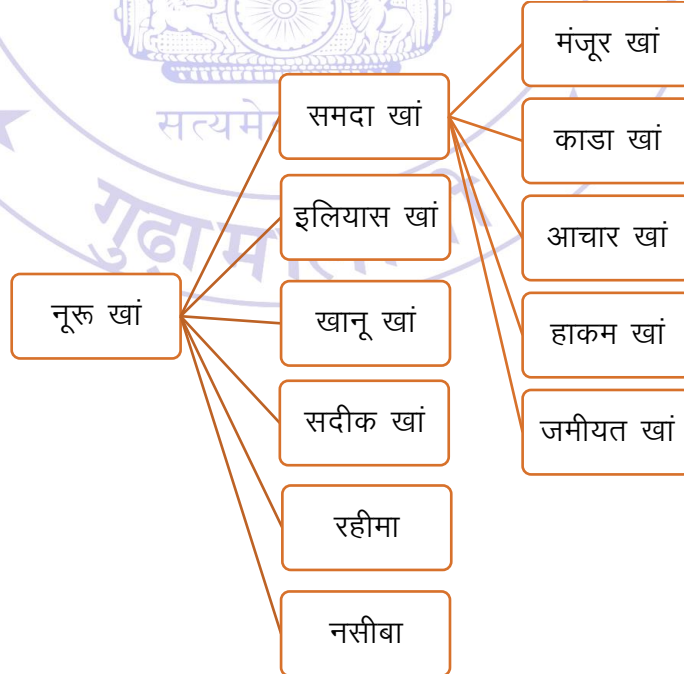 मंजूर खां
समदा खां
काडा खां
सत्यमे
इलियास खां
आचार खां
नूरू खां
खानू खां
हाकम खां
सदीक खां
जमीयत खां
रहीमा
नसीबा